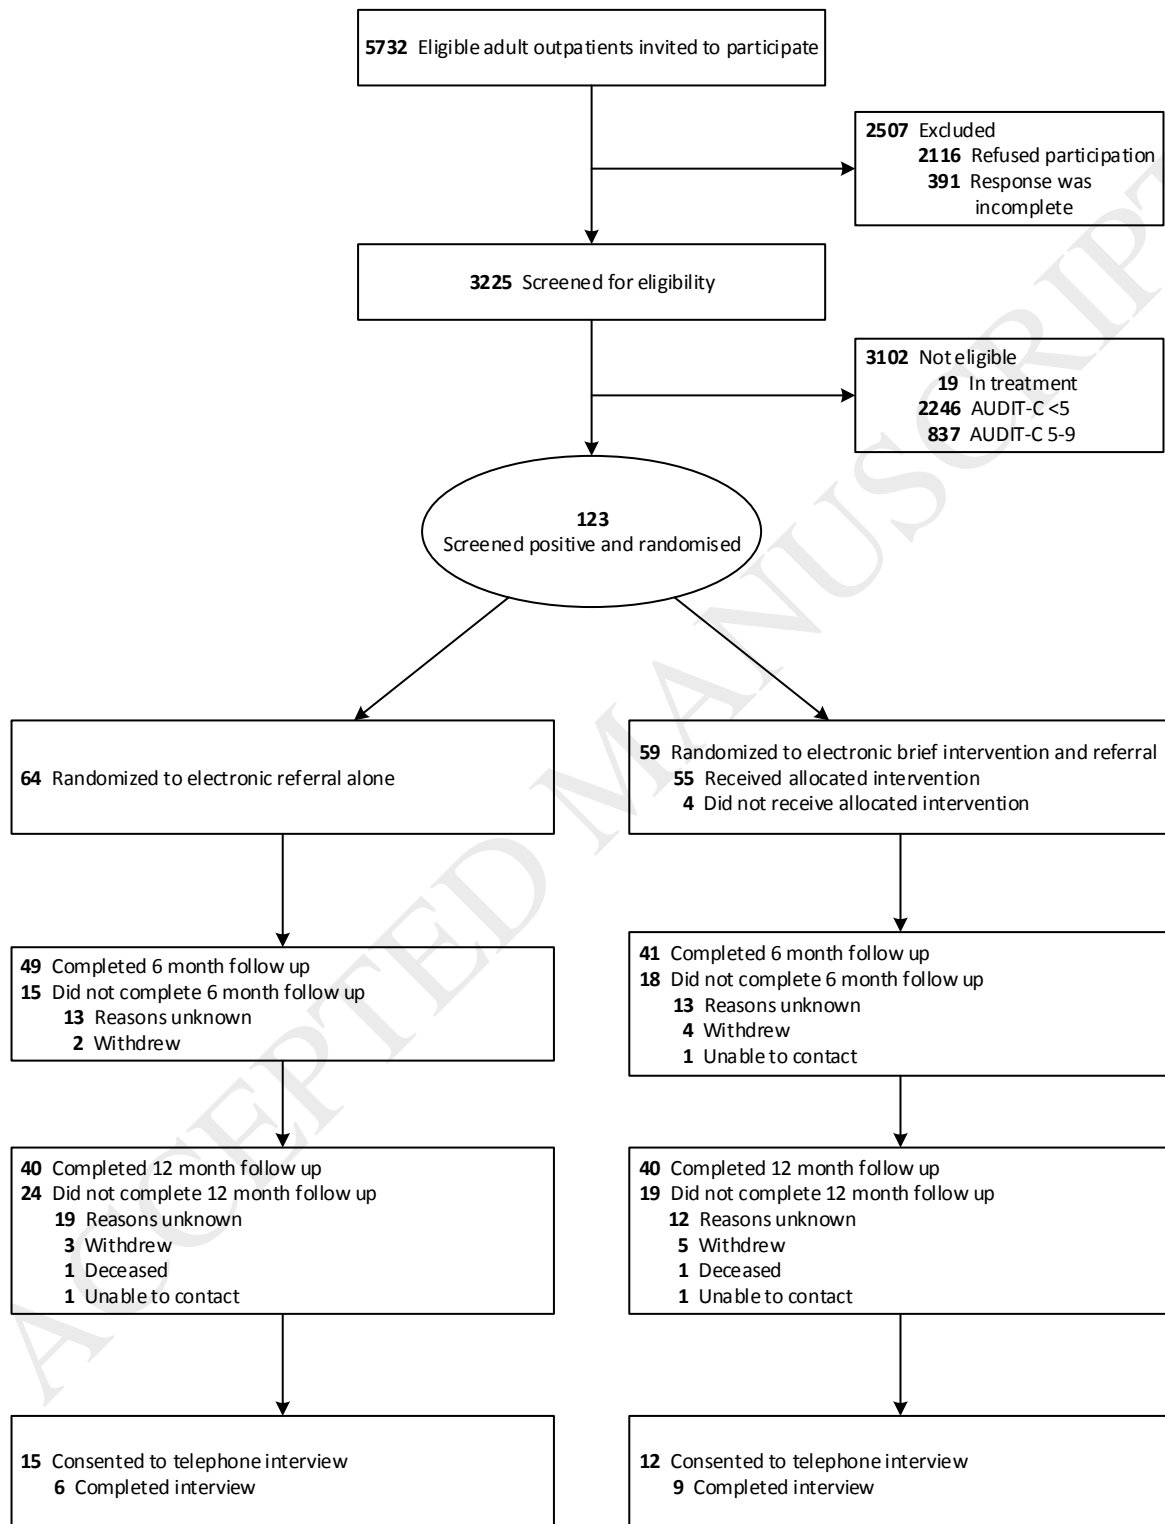 5732 Eligible adult outpatients invited to participate
2507 Excluded
2116 Refused participation
391 Response was
incomplete
3225 Screened for eligibility
3102 Not eligible
19 In treatment
2246 AUDIT-C <5
837 AUDIT-C 5-9
123
Screened positive and randomised
64 Randomized to electronic referral alone
59 Randomized to electronic brief intervention and referral
55 Received allocated intervention
4 Did not receive allocated intervention
49 Completed 6 month follow up
15 Did not complete 6 month follow up
13 Reasons unknown
2 Withdrew
41 Completed 6 month follow up
18 Did not complete 6 month follow up
13 Reasons unknown
4 Withdrew
1 Unable to contact
40 Completed 12 month follow up
24 Did not complete 12 month follow up
19 Reasons unknown
3 Withdrew
1 Deceased
1 Unable to contact
40 Completed 12 month follow up
19 Did not complete 12 month follow up
12 Reasons unknown
5 Withdrew
1 Deceased
1 Unable to contact
15 Consented to telephone interview
6 Completed interview
12 Consented to telephone interview
9 Completed interview
ACCEPTED MANUSCRIPT